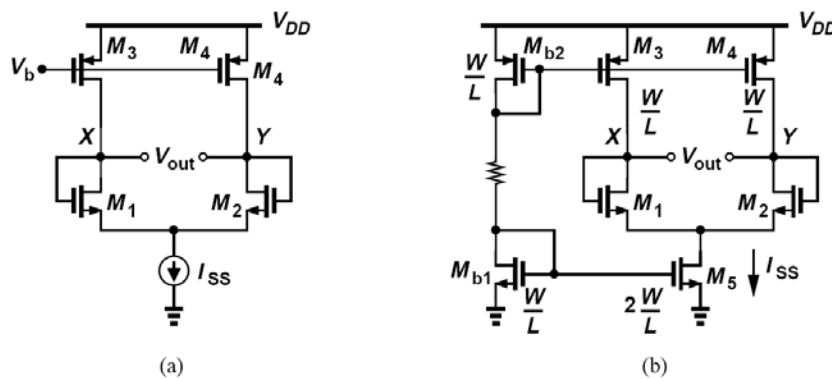 V_DD
M_3 M_4
V_b M_4
X Y
V_out
M_1 M_2
I_SS
(a)
V_DD
M_b2 M_3 M_4
W/L W/L W/L
X Y
V_out
M_1 M_2
M_b1 M_5 I_SS
W/L 2 W/L
(b)